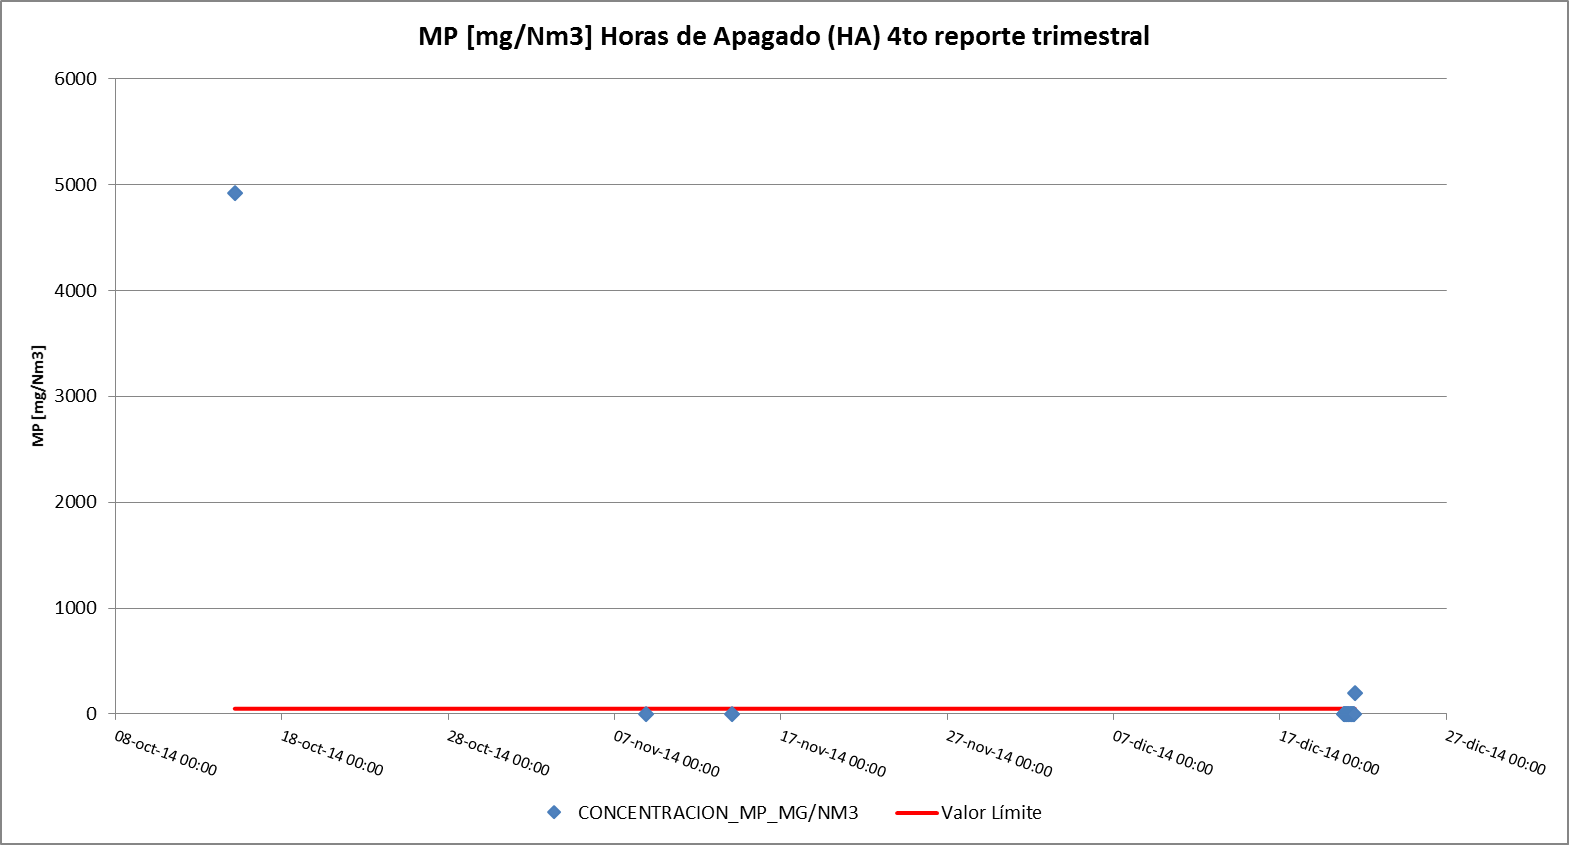 MP [mg/Nm3] Horas de Apagado (HA) 4to reporte trimestral
6000
5000
4000
3000
2000
1000
0
MP [mg/Nm3]
08-oct-14 00:00
18-oct-14 00:00
28-oct-14 00:00
07-nov-14 00:00
17-nov-14 00:00
27-nov-14 00:00
07-dic-14 00:00
17-dic-14 00:00
27-dic-14 00:00
CONCENTRACION_MP_MG/NM3
Valor Límite